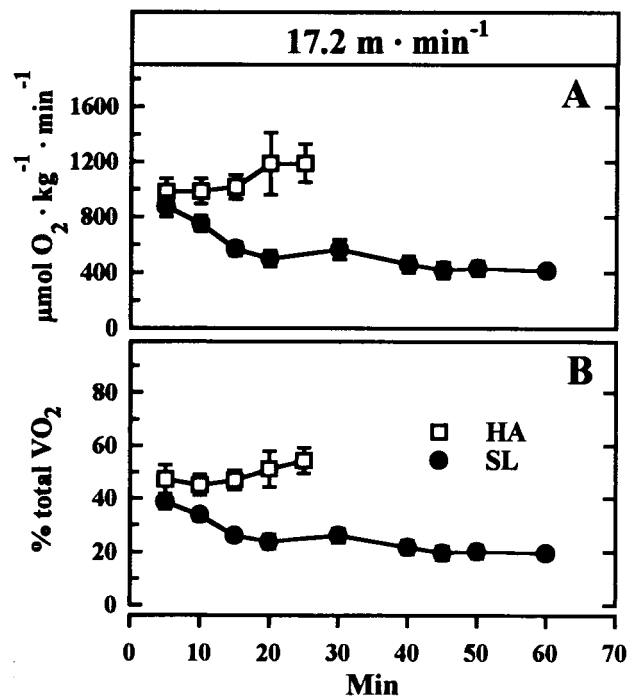 17.2 m · min⁻¹
A
µmol O₂ · kg⁻¹ · min⁻¹
1600
1200
800
400
0
B
% total VO₂
80
60
40
20
0
HA
SL
0 10 20 30 40 50 60 70
Min